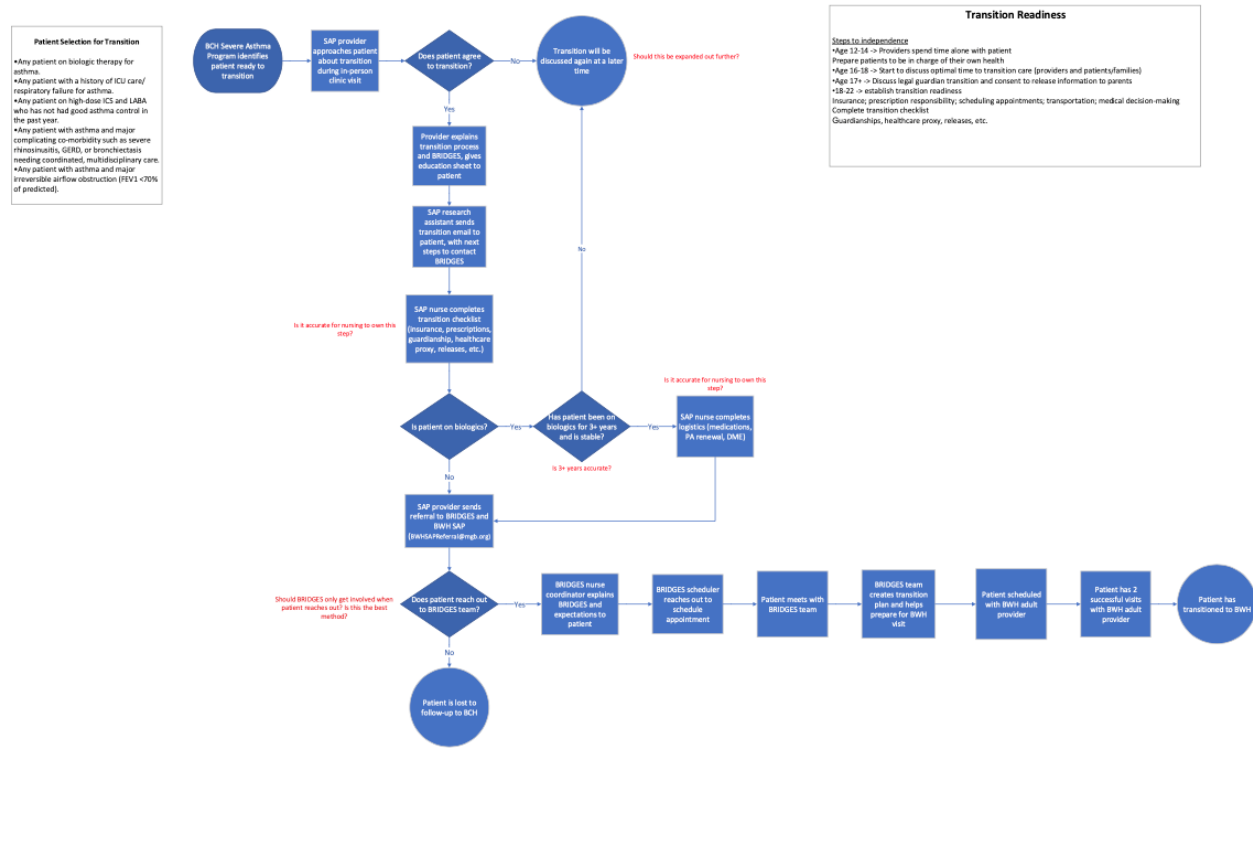 Patient Selection for Transition
•Any patient on biologic therapy for
asthma.
•Any patient with a history of ICU care/
respiratory failure for asthma.
•Any patient on high-dose ICS and LABA
who has not had good asthma control in
the past year.
•Any patient with asthma and major
complicating co-morbidity such as severe
rhinosinusitis, GERD, or bronchiectasis
needing coordinated, multidisciplinary care.
•Any patient with asthma and major
irreversible airflow obstruction (FEV1 <70%
of predicted).
BCH Severe Asthma
Program identifies
patient ready to
transition
SAP provider
approaches patient
about transition
during in-person
clinic visit
Does patient agree
to transition?
No
Transition will be
discussed again at a later
time
Should this be expanded out further?
Transition Readiness
Steps to independence
•Age 12-14 -> Providers spend time alone with patient
Prepare patients to be in charge of their own health
•Age 16-18 -> Start to discuss optimal time to transition care (providers and patients/families)
•Age 17+ -> Discuss legal guardian transition and consent to release information to parents
•18-22 -> establish transition readiness
Insurance; prescription responsibility; scheduling appointments; transportation; medical decision-making
Complete transition checklist
Guardianships, healthcare proxy, releases, etc.
Yes
Provider explains
transition process
and BRIDGES, gives
education sheet to
patient
SAP research
assistant sends
transition email to
patient, with next
steps to contact
BRIDGES
No
Is it accurate for nursing to own this
step?
SAP nurse completes
transition checklist
(insurance, prescriptions,
guardianship, healthcare
proxy, releases, etc.)
Is patient on biologics?
Yes
Has patient been on
biologics for 3+ years
and is stable?
Is 3+ years accurate?
Yes
Is it accurate for nursing to own this
step?
SAP nurse completes
logistics (medications,
PA renewal, DME)
No
SAP provider sends
referral to BRIDGES and
BWH SAP
(BWHSAPReferral@mgb.org)
Should BRIDGES only get involved when
patient reaches out? Is this the best
method?
Does patient reach out
to BRIDGES team?
Yes
BRIDGES nurse
coordinator explains
BRIDGES and
expectations to
patient
BRIDGES scheduler
reaches out to
schedule
appointment
Patient meets with
BRIDGES team
BRIDGES team
creates transition
plan and helps
prepare for BWH
visit
Patient scheduled
with BWH adult
provider
Patient has 2
successful visits
with BWH adult
provider
Patient has
transitioned to BWH
No
Patient is lost to
follow-up to BCH